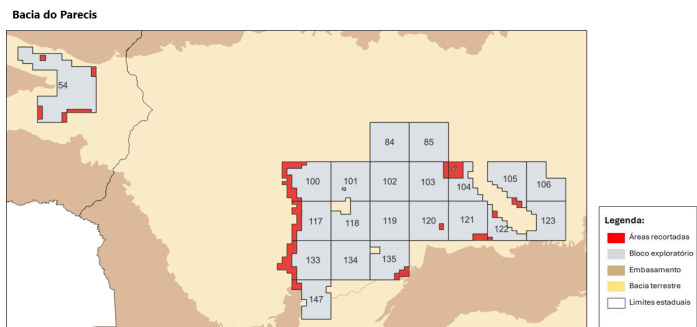 Bacia do Parecis
54
84 85
100 101 102 103 104 105 106
117 118 119 120 121 122 123
133 134 135
147
Legenda:
Áreas recortadas
Bloco exploratório
Embasamento
Bacia terrestre
Limites estaduais